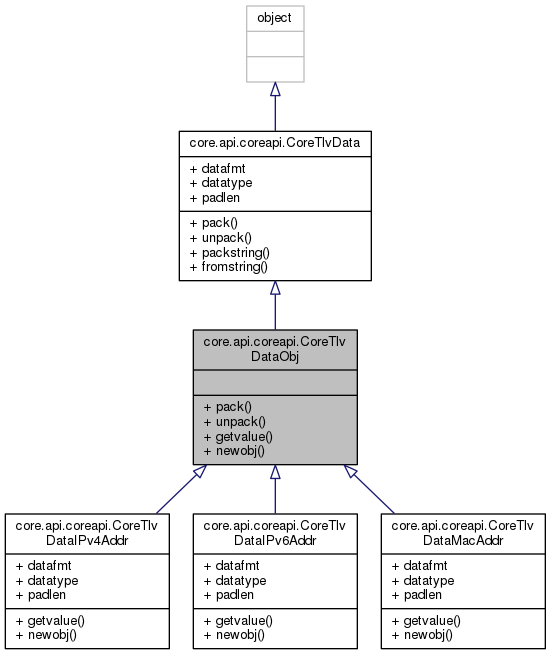 object
core.api.coreapi.CoreTlvData
+ datafmt
+ datatype
+ padlen
+ pack()
+ unpack()
+ packstring()
+ fromstring()
core.api.coreapi.CoreTlv
DataObj
+ pack()
+ unpack()
+ getvalue()
+ newobj()
core.api.coreapi.CoreTlv
DataIPv4Addr
+ datafmt
+ datatype
+ padlen
+ getvalue()
+ newobj()
core.api.coreapi.CoreTlv
DataIPv6Addr
+ datafmt
+ datatype
+ padlen
+ getvalue()
+ newobj()
core.api.coreapi.CoreTlv
DataMacAddr
+ datafmt
+ datatype
+ padlen
+ getvalue()
+ newobj()